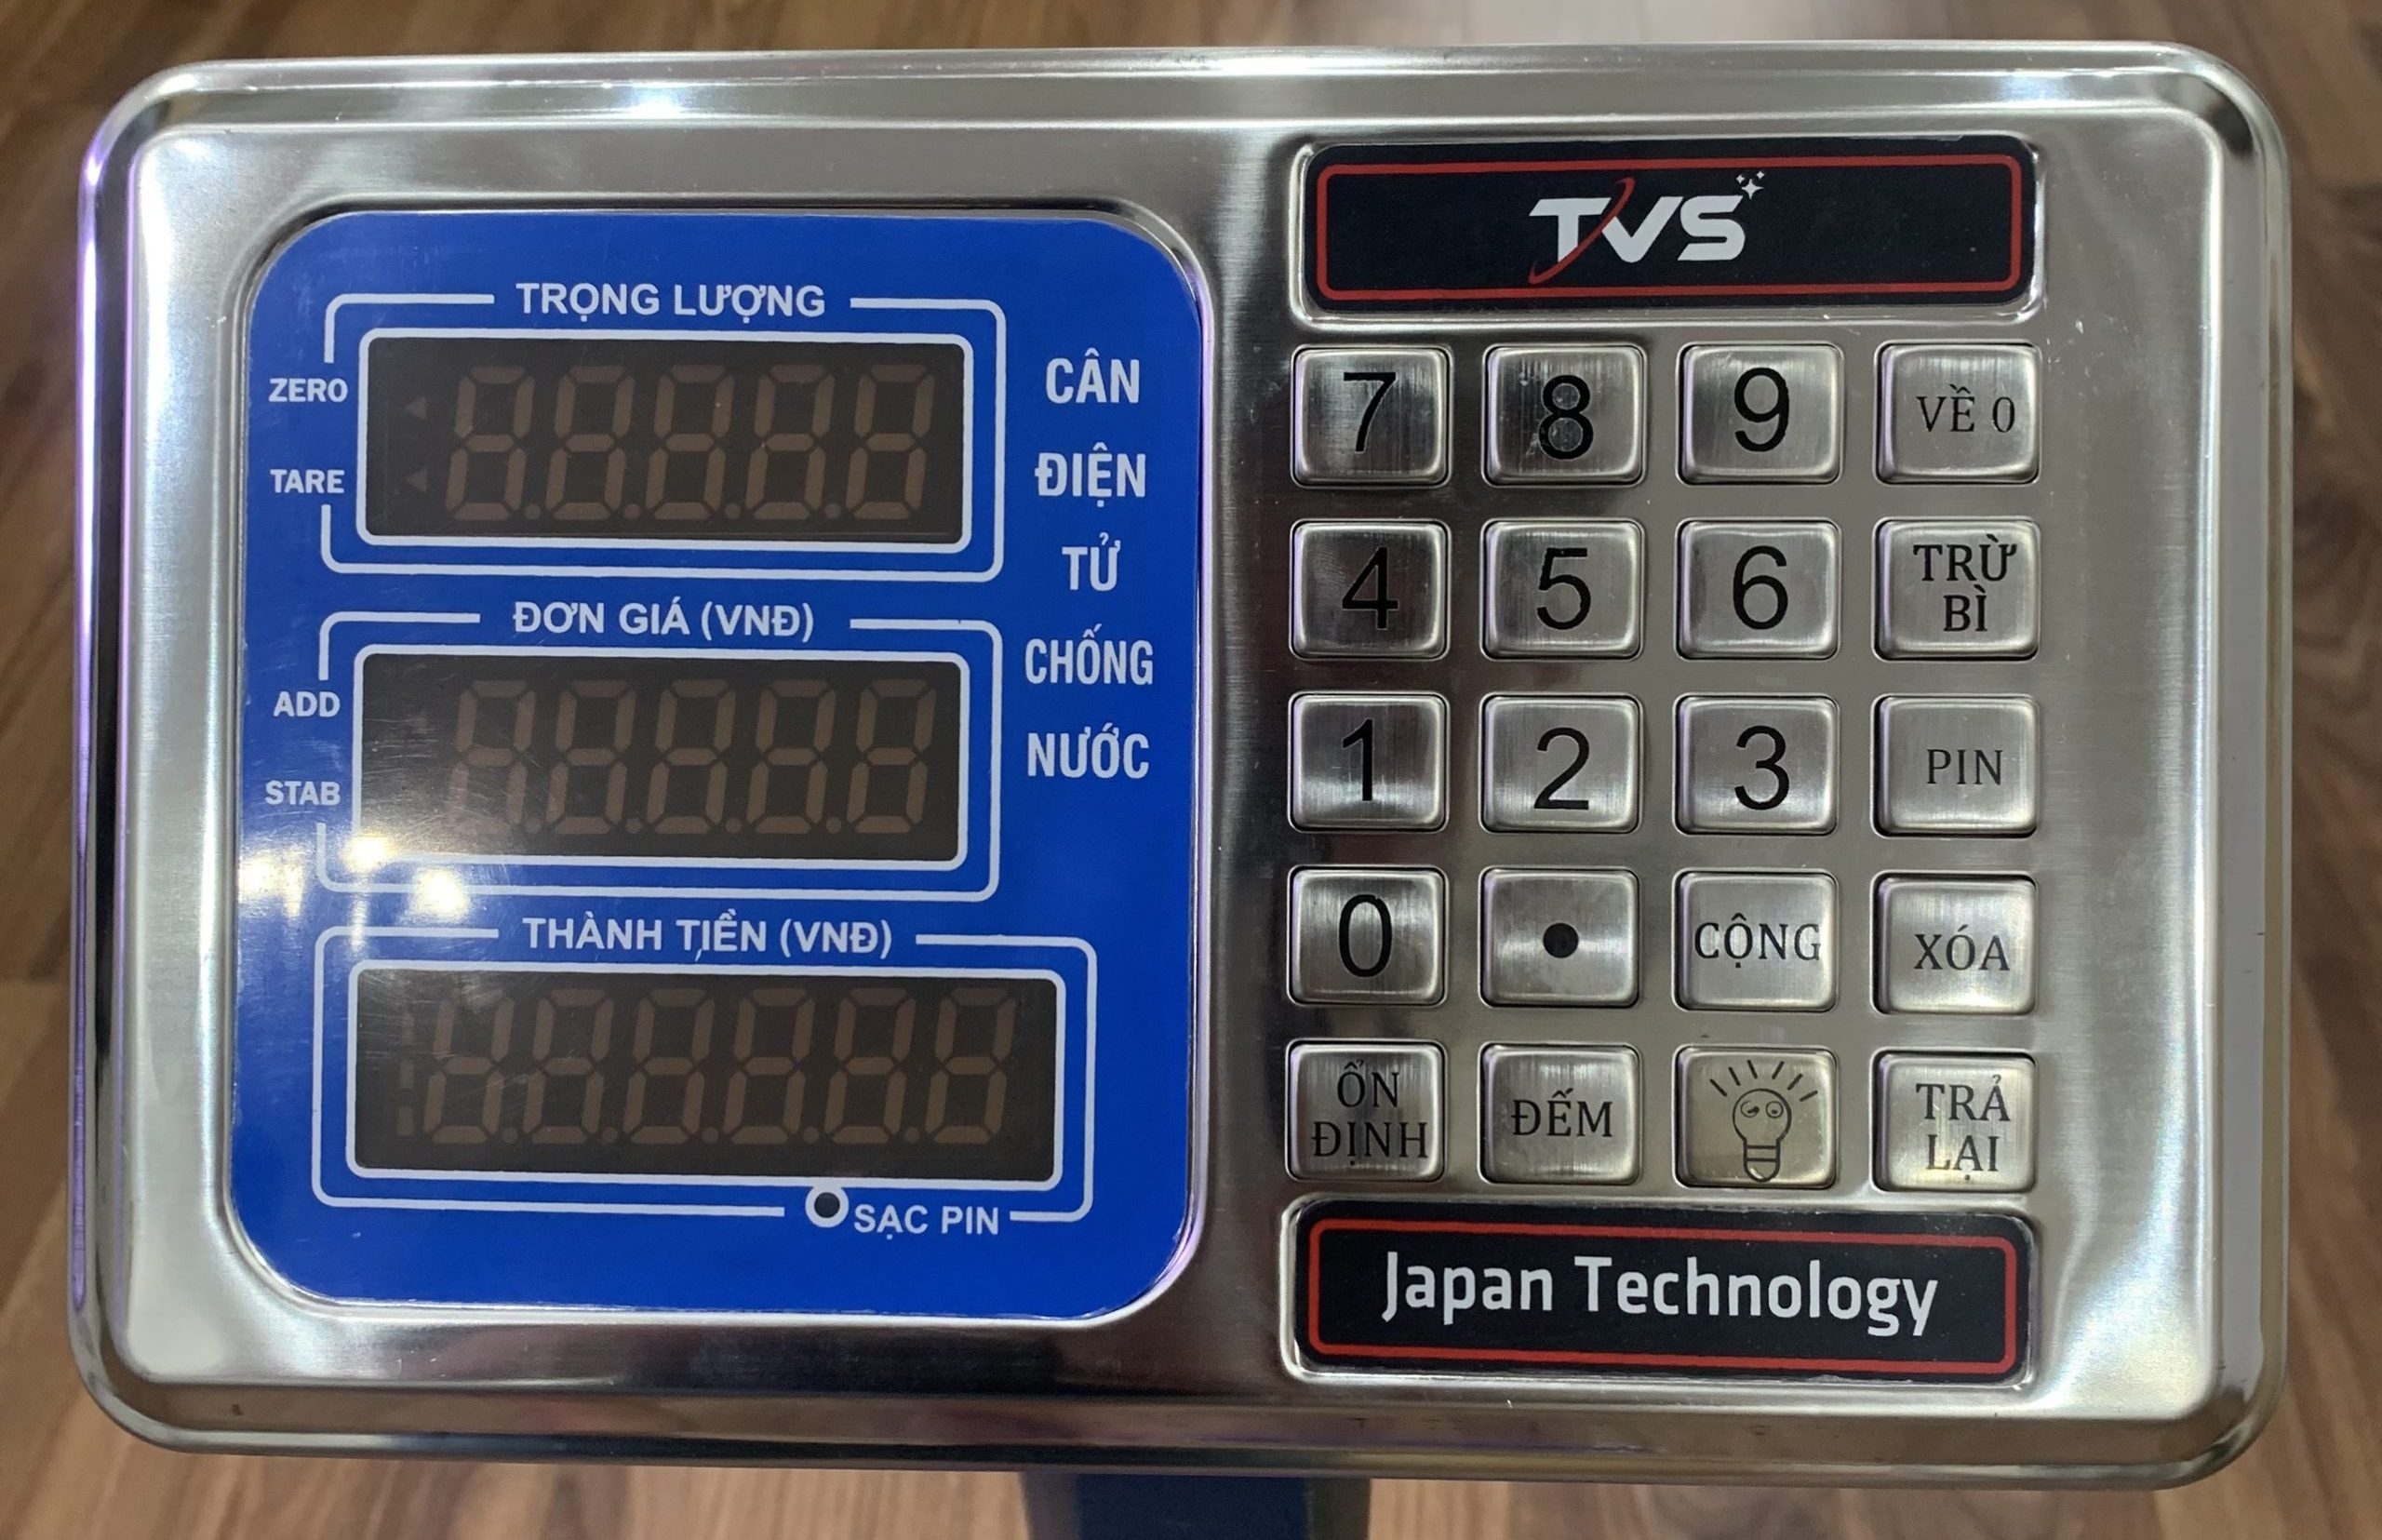 TRỌNG LƯỢNG
ZERO
TARE
ĐƠN GIÁ (VNĐ)
ADD
STAB
THÀNH TIỀN (VNĐ)
SẠC PIN
CÂN
ĐIỆN
TỬ
CHỐNG
NƯỚC
TVS
7 8 9 VỀ 0
4 5 6 TRỪ BÌ
1 2 3 PIN
0 • CỘNG XÓA
ỔN ĐỊNH ĐẾM TRẢ LẠI
Japan Technology